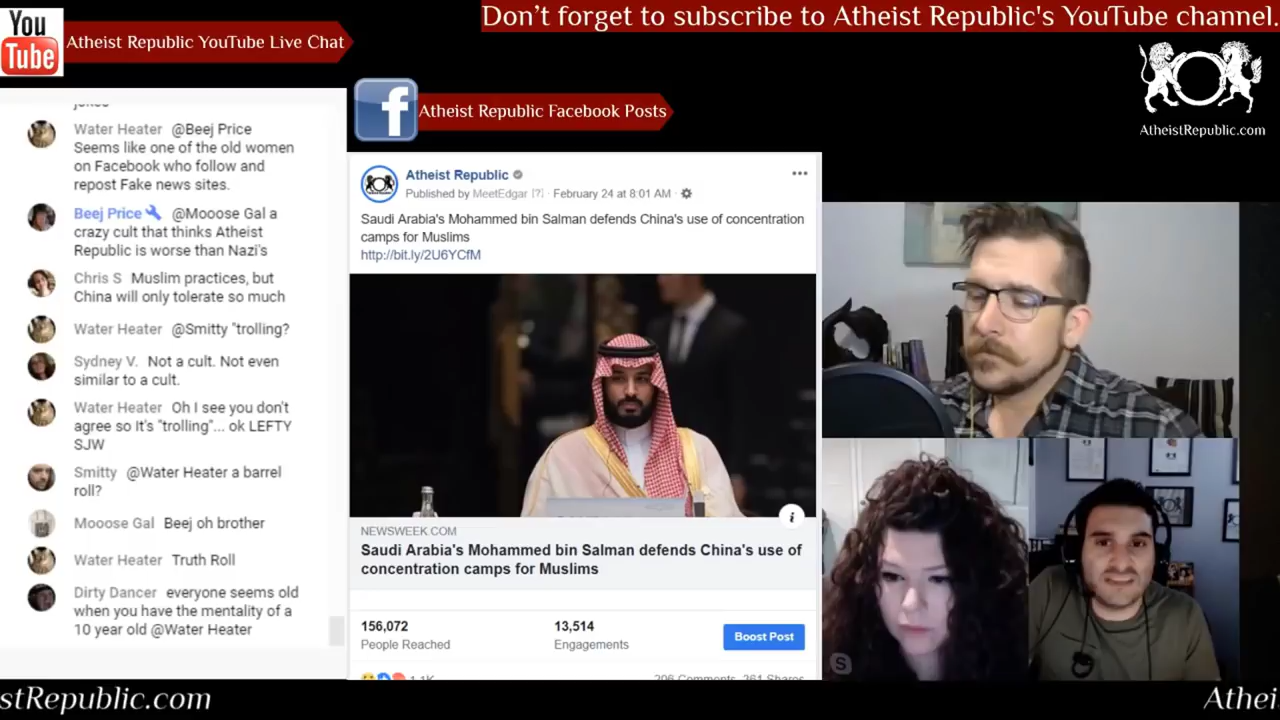 Don't forget to subscribe to Atheist Republic's YouTube channel.
You
Tube
Atheist Republic YouTube Live Chat
AtheistRepublic.com
f
Atheist Republic Facebook Posts
jokes
Water Heater @Beej Price
Seems like one of the old women
on Facebook who follow and
repost Fake news sites.
Beej Price @Mooose Gal a
crazy cult that thinks Atheist
Republic is worse than Nazi's
Chris S Muslim practices, but
China will only tolerate so much
Water Heater @Smitty "trolling?
Sydney V. Not a cult. Not even
similar to a cult.
Water Heater Oh I see you don't
agree so It's "trolling"... ok LEFTY
SJW
Smitty @Water Heater a barrel
roll?
Mooose Gal Beej oh brother
Water Heater Truth Roll
Dirty Dancer everyone seems old
when you have the mentality of a
10 year old @Water Heater
Atheist Republic
Published by MeetEdgar [?] · February 24 at 8:01 AM ·
Saudi Arabia's Mohammed bin Salman defends China's use of concentration
camps for Muslims
http://bit.ly/2U6YCfM
NEWSWEEK.COM
Saudi Arabia's Mohammed bin Salman defends China's use of
concentration camps for Muslims
156,072
People Reached
13,514
Engagements
Boost Post
1.1K
206 Comments 261 Shares
stRepublic.com
Athei